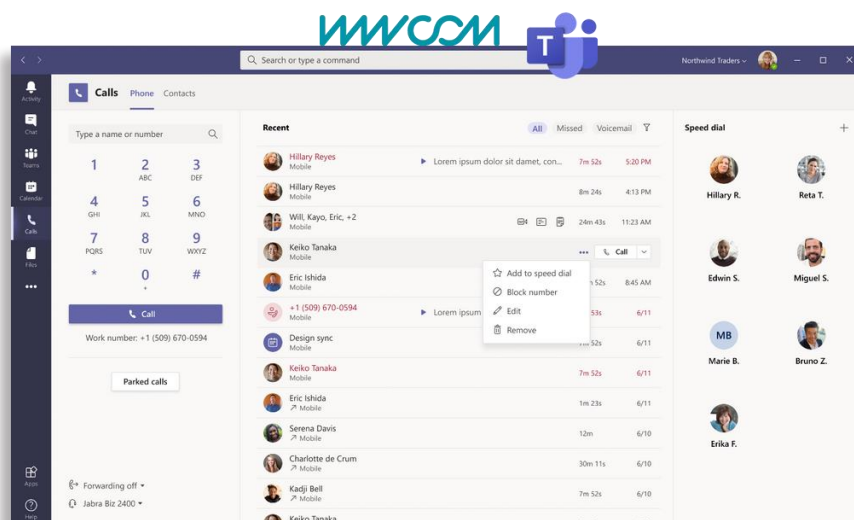 WWCOM
T
Search or type a command
Northwind Traders
Activity
Chat
Teams
Calendar
Calls
Files
Apps
Help
Calls Phone Contacts
Type a name or number
1 2 3
ABC DEF
4 5 6
GHI JKL MNO
7 8 9
PQRS TUV WXYZ
* 0 #
+
Call
Work number: +1 (509) 670-0594
Parked calls
Forwarding off
Jabra Biz 2400
Recent All Missed Voicemail
Hillary Reyes
Mobile
Lorem ipsum dolor sit damet, con... 7m 52s 5:20 PM
Hillary Reyes
Mobile
8m 24s 4:13 PM
Will, Kayo, Eric, +2
Mobile
24m 43s 11:23 AM
Keiko Tanaka
Mobile
... Call
Add to speed dial
Block number
Edit
Remove
Eric Ishida
Mobile
52s 8:45 AM
+1 (509) 670-0594
Mobile
Lorem ipsum 53s 6/11
Design sync
Mobile
52s 6/11
Keiko Tanaka
Mobile
7m 52s 6/11
Eric Ishida
Mobile
1m 23s 6/11
Serena Davis
Mobile
12m 6/10
Charlotte de Crum
Mobile
30m 11s 6/10
Kadji Bell
Mobile
7m 52s 6/10
Keiko Tanaka
Speed dial
Hillary R. Reta T.
Edwin S. Miguel S.
MB
Marie B. Bruno Z.
Erika F.